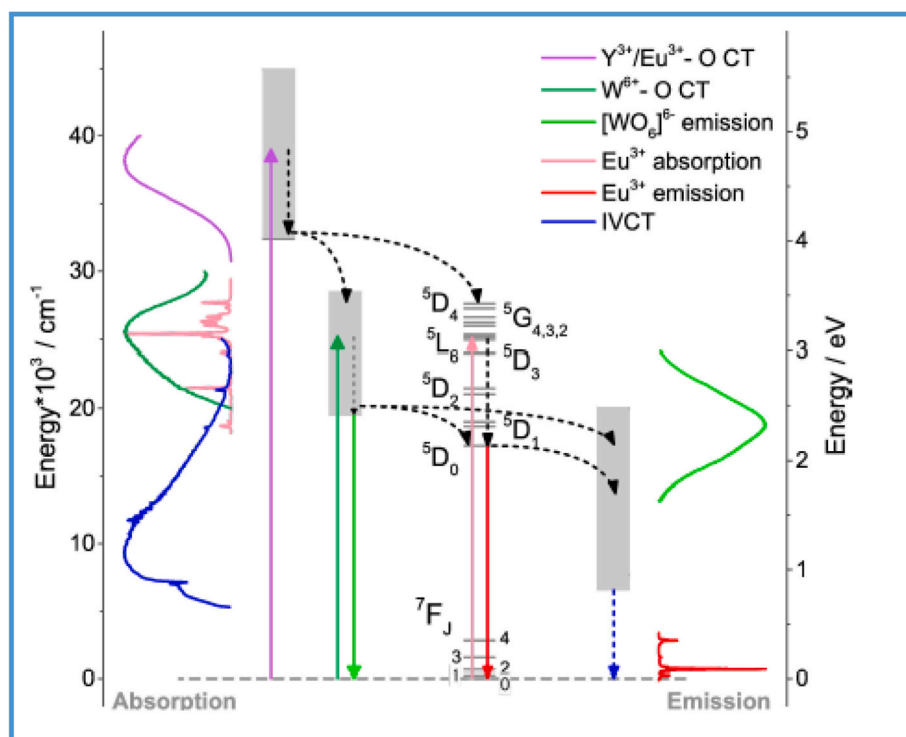 Y³⁺/Eu³⁺- O CT
W⁶⁺- O CT
[WO₆]⁶⁻ emission
Eu³⁺ absorption
Eu³⁺ emission
IVCT
Energy*10³ / cm⁻¹
40
30
20
10
0
⁵D₄
⁵G₄,₃,₂
⁵L₆
⁵D₃
⁵D₂
⁵D₁
⁵D₀
⁷F_J
4
3
2
1
0
5
4
3
2
1
0
Energy / eV
Absorption
Emission